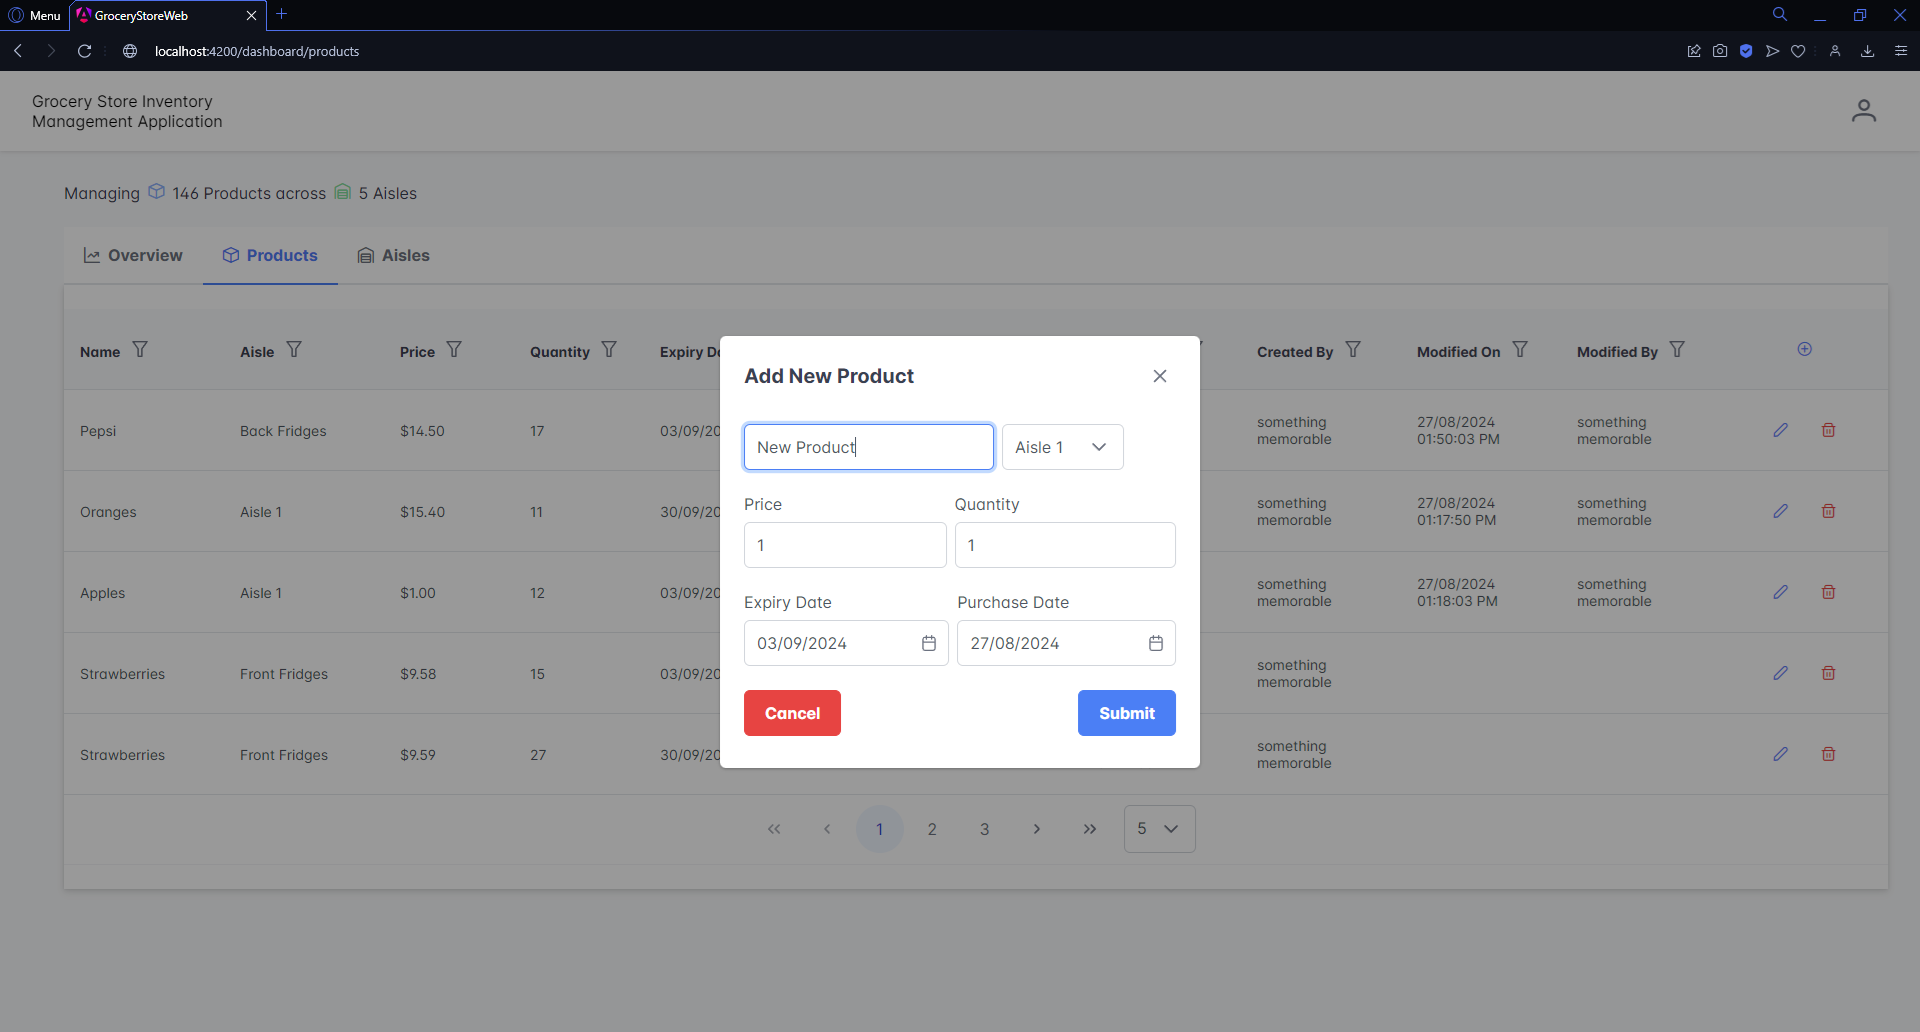 Menu
GroceryStoreWeb
localhost:4200/dashboard/products
Grocery Store Inventory
Management Application
Managing 146 Products across 5 Aisles
Overview Products Aisles
Name Aisle Price Quantity Expiry Da Created By Modified On Modified By
Pepsi Back Fridges $14.50 17 03/09/20 something memorable 27/08/2024 01:50:03 PM something memorable
Oranges Aisle 1 $15.40 11 30/09/20 something memorable 27/08/2024 01:17:50 PM something memorable
Apples Aisle 1 $1.00 12 03/09/20 something memorable 27/08/2024 01:18:03 PM something memorable
Strawberries Front Fridges $9.58 15 03/09/20 something memorable
Strawberries Front Fridges $9.59 27 30/09/20 something memorable
Add New Product
New Product Aisle 1
Price Quantity
1 1
Expiry Date Purchase Date
03/09/2024 27/08/2024
Cancel Submit
1 2 3 5